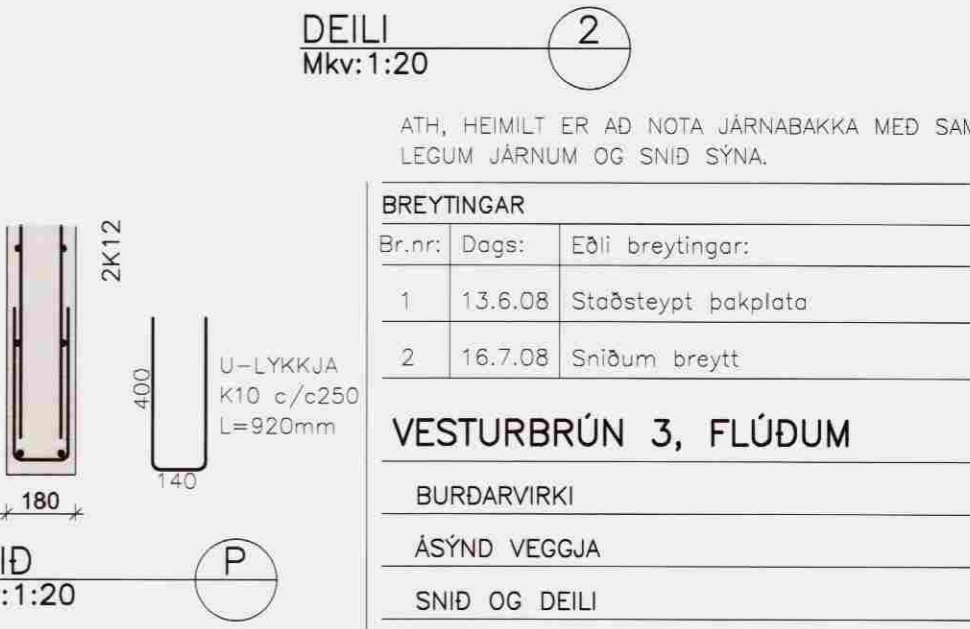 DEILI
2
Mkv: 1:20
ATH, HEIMILT ER AÐ NOTA JÁRNABAKKA MEÐ SAM
LEGUM JÁRNUM OG SNIÐ SÝNA.
BREYTINGAR
Br.nr: Dags: Eðli breytingar:
1 13.6.08 Staðsteypt þakplata
2 16.7.08 Sniðum breytt
2K12
400
U-LYKKJA
K10 c/c250
L=920mm
140
180
IÐ
P
:1:20
VESTURBRÚN 3, FLÚÐUM
BURÐARVIRKI
ÁSÝND VEGGJA
SNIÐ OG DEILI